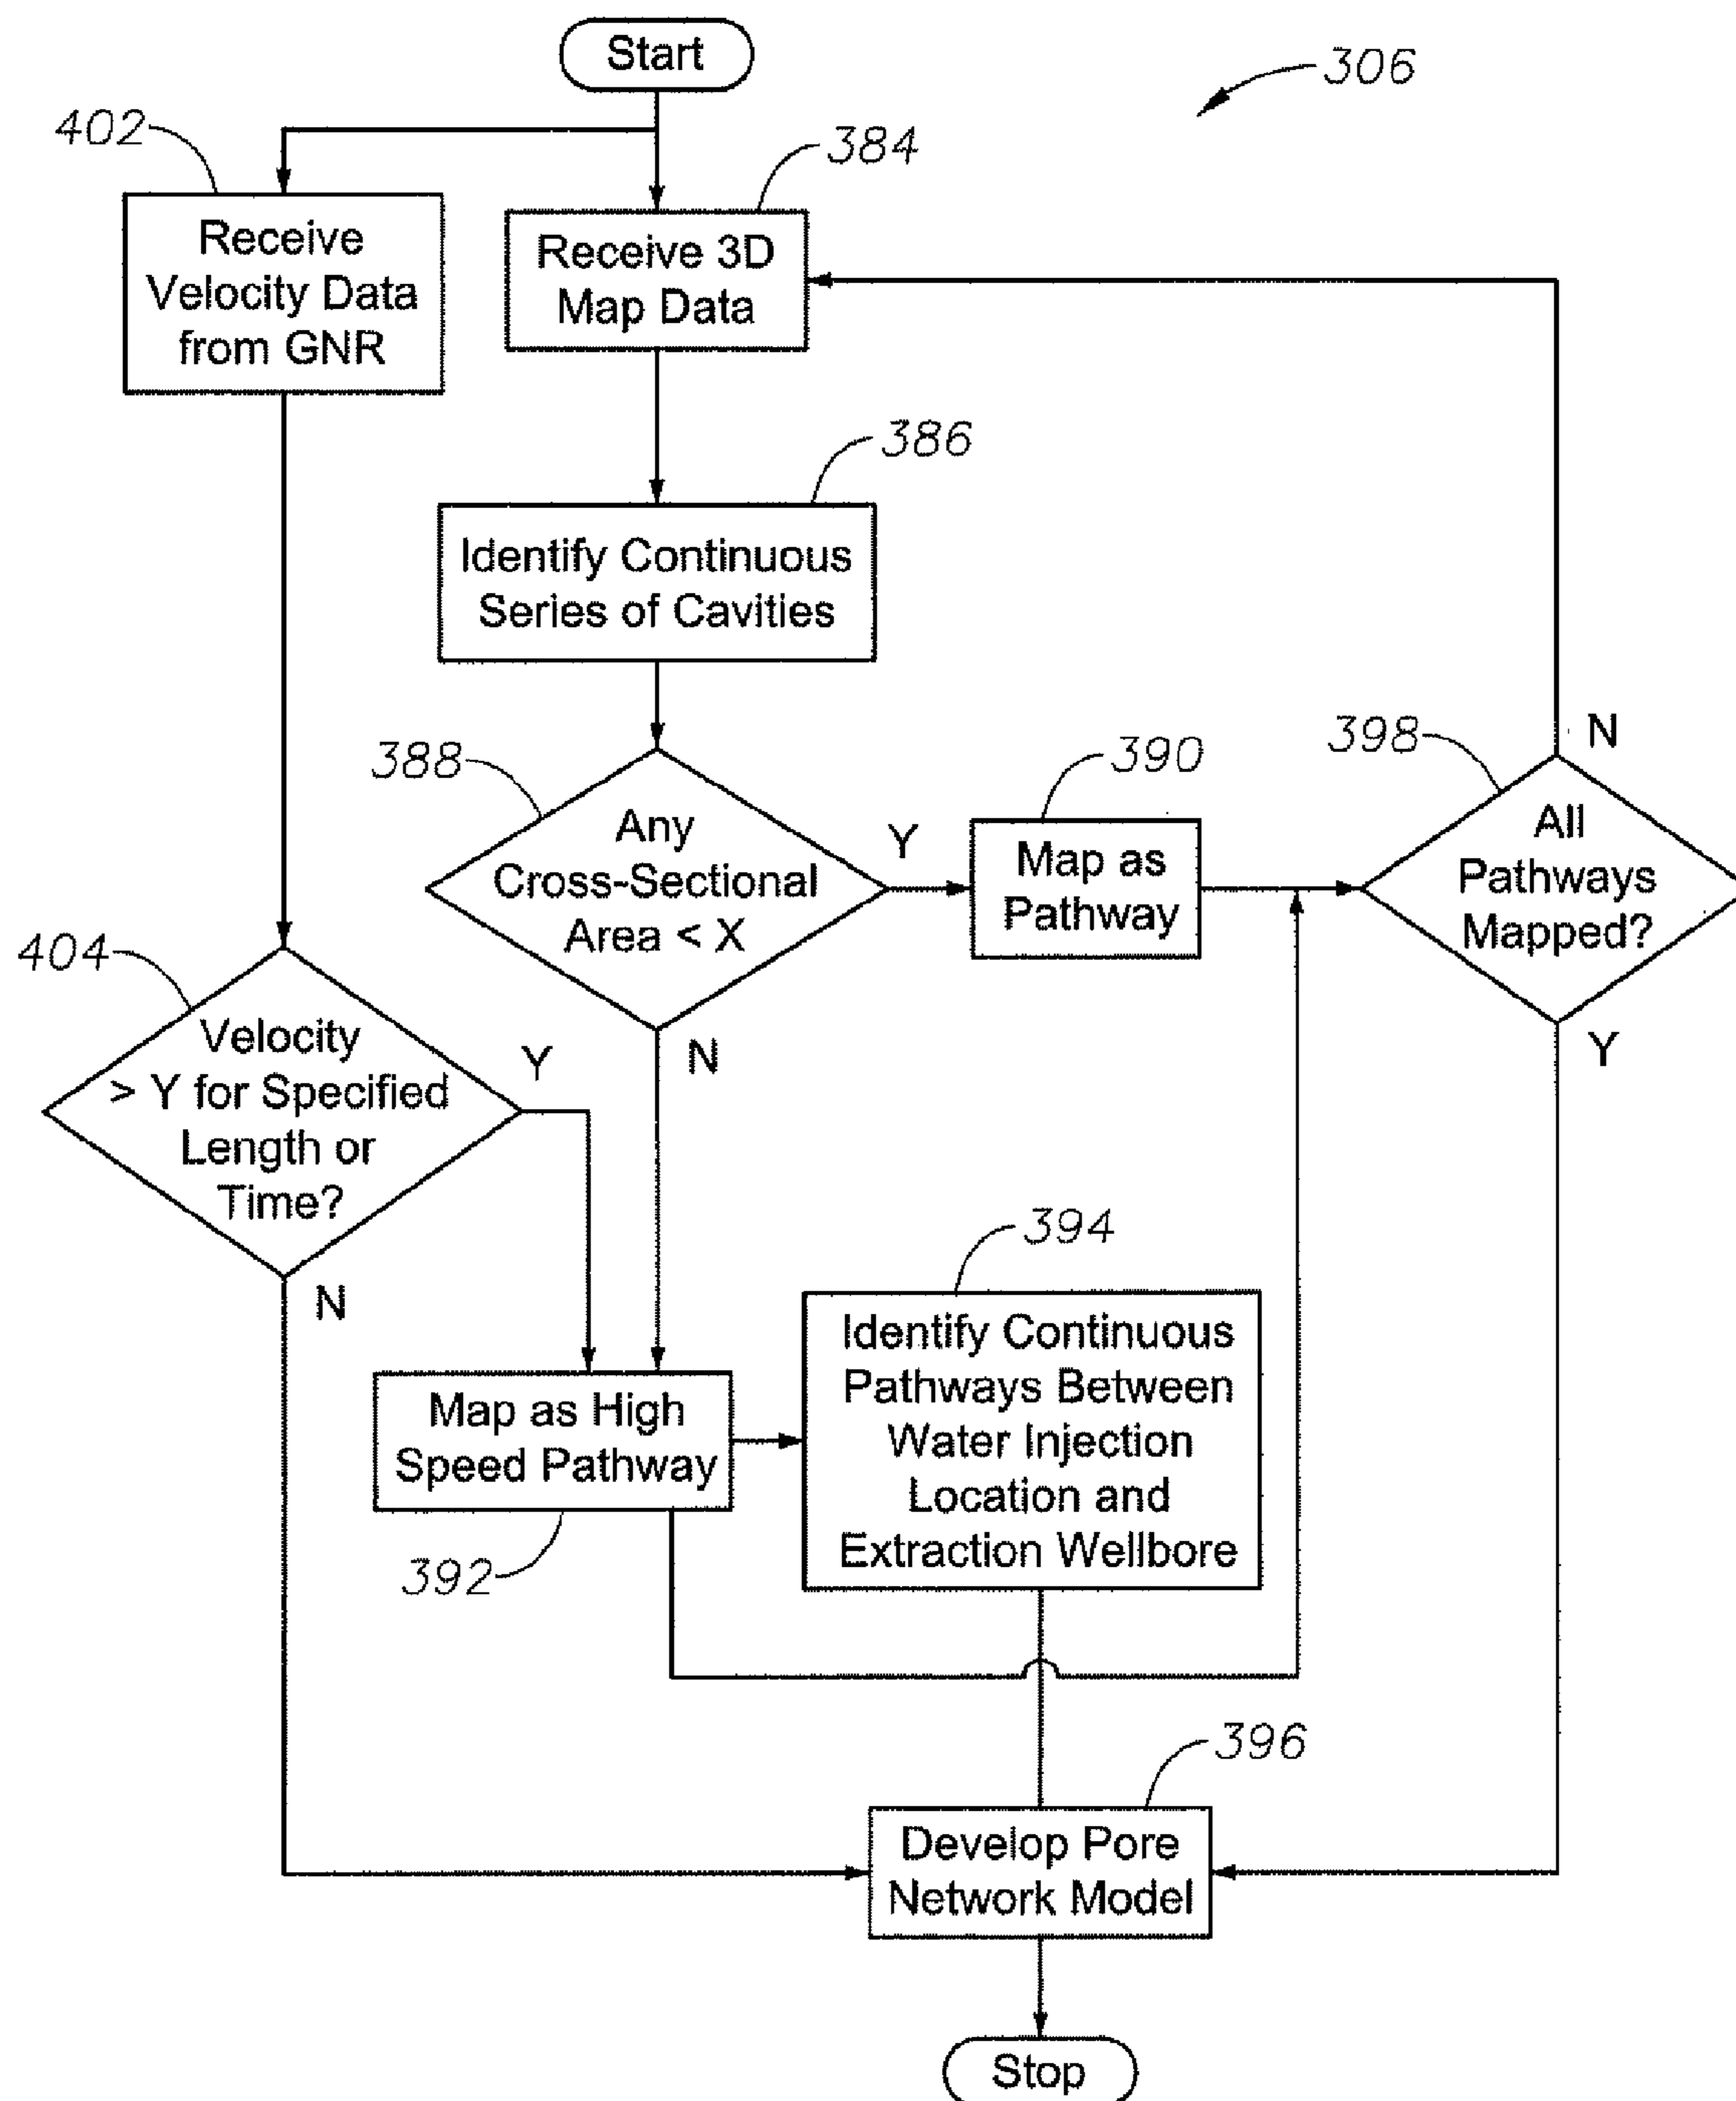 Start
306
402
384
Receive
Velocity Data
from GNR
Receive 3D
Map Data
386
Identify Continuous
Series of Cavities
388
Any
Cross-Sectional
Area < X
Y
N
390
Map as
Pathway
398
All
Pathways
Mapped?
N
Y
404
Velocity
> Y for Specified
Length or
Time?
Y
N
394
Identify Continuous
Pathways Between
Water Injection
Location and
Extraction Wellbore
Map as High
Speed Pathway
392
396
Develop Pore
Network Model
Stop